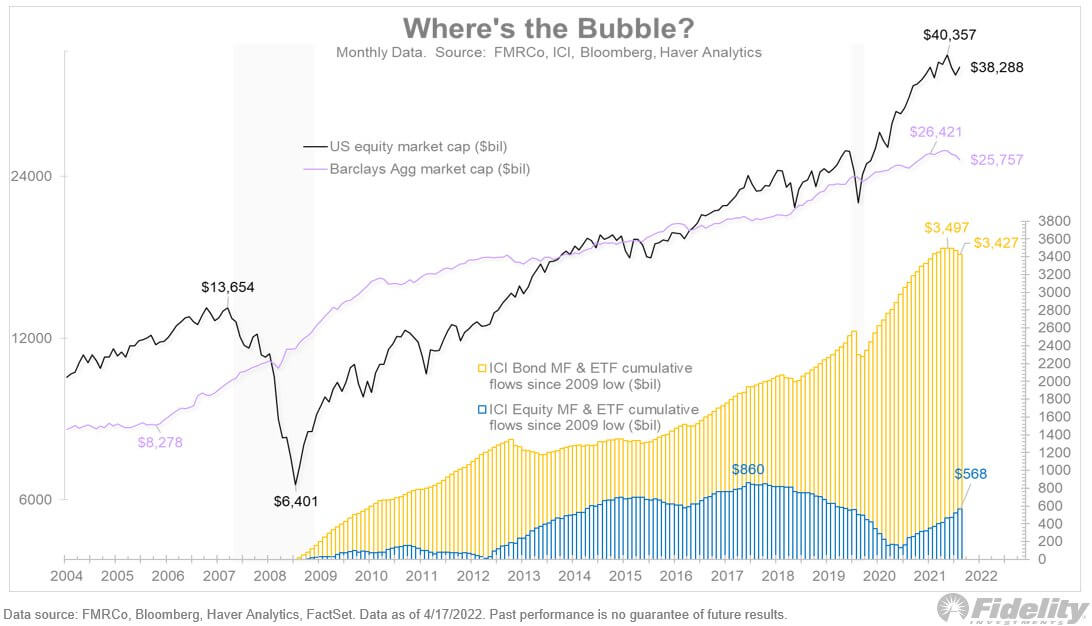 Where's the Bubble?
Monthly Data.  Source:  FMRCo, ICI, Bloomberg, Haver Analytics
$40,357
$38,288
US equity market cap ($bil)
Barclays Agg market cap ($bil)
$26,421
$25,757
24000
3800
$3,497
3600
$3,427
3400
3200
$13,654
3000
2800
2600
12000
2400
ICI Bond MF & ETF cumulative
flows since 2009 low ($bil)
2200
2000
1800
ICI Equity MF & ETF cumulative
flows since 2009 low ($bil)
1600
$8,278
1400
1200
$860
1000
$568
6000
$6,401
800
600
400
200
0
2004 2005 2006 2007 2008 2009 2010 2011 2012 2013 2014 2015 2016 2017 2018 2019 2020 2021 2022
Data source: FMRCo, Bloomberg, Haver Analytics, FactSet. Data as of 4/17/2022. Past performance is no guarantee of future results.
Fidelity
INVESTMENTS